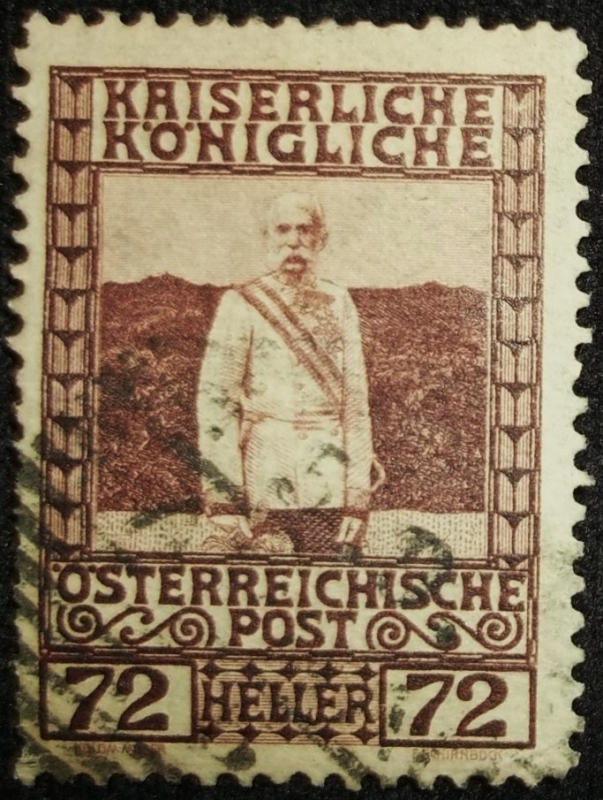 KAISERLICHE
KÖNIGLICHE
ÖSTERREICHISCHE
POST
72 HELLER 72